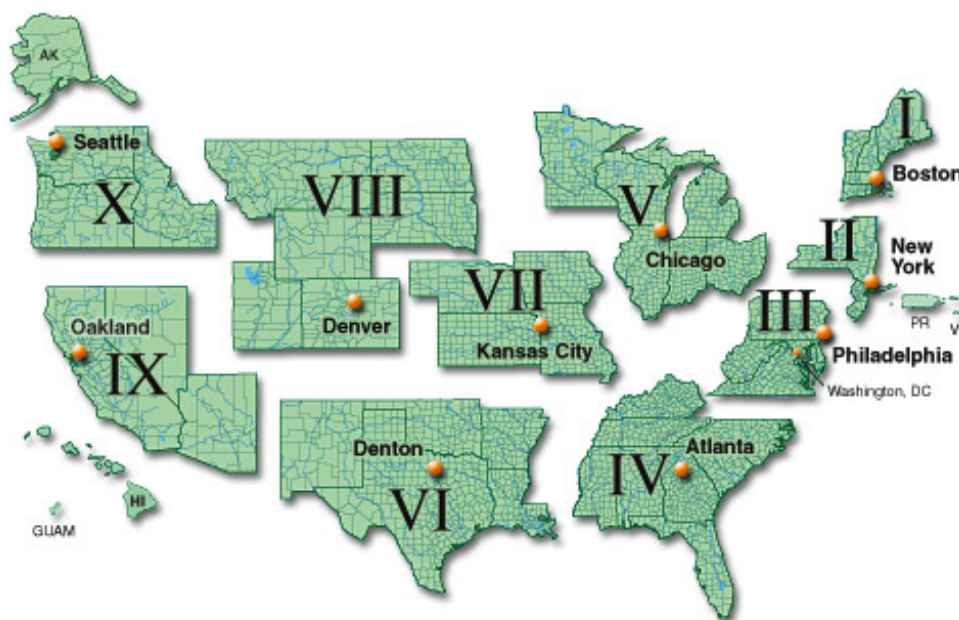 AK
Seattle
X
VIII
V
I
Boston
II
New
York
Chicago
VII
III
PR
V
Denver
Oakland
IX
Kansas City
Philadelphia
Washington, DC
Denton
VI
Atlanta
IV
HI
GUAM